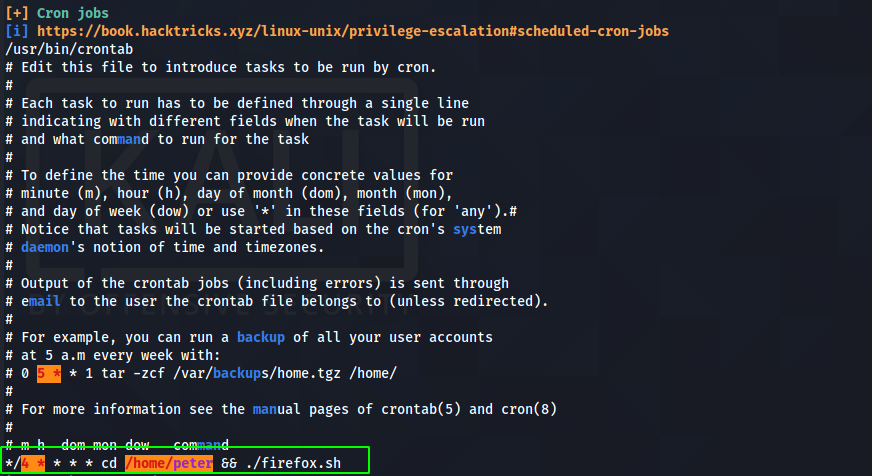 [+] Cron jobs
[i] https://book.hacktricks.xyz/linux-unix/privilege-escalation#scheduled-cron-jobs
/usr/bin/crontab
# Edit this file to introduce tasks to be run by cron.
#
# Each task to run has to be defined through a single line
# indicating with different fields when the task will be run
# and what command to run for the task
#
# To define the time you can provide concrete values for
# minute (m), hour (h), day of month (dom), month (mon),
# and day of week (dow) or use '*' in these fields (for 'any').#
# Notice that tasks will be started based on the cron's system
# daemon's notion of time and timezones.
#
# Output of the crontab jobs (including errors) is sent through
# email to the user the crontab file belongs to (unless redirected).
#
# For example, you can run a backup of all your user accounts
# at 5 a.m every week with:
# 0 5 * * 1 tar -zcf /var/backups/home.tgz /home/
#
# For more information see the manual pages of crontab(5) and cron(8)
#
# m h  dom mon dow   command
*/4 * * * * cd /home/peter && ./firefox.sh
KALI
BY OFFENSIVE SECURITY